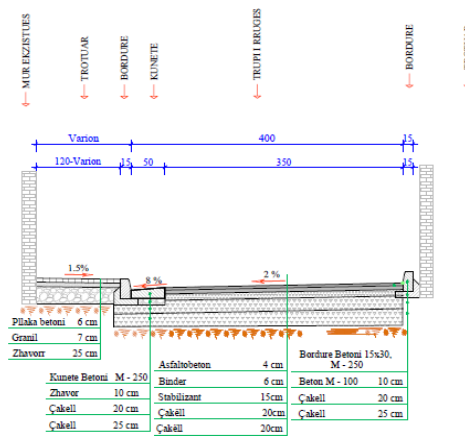 MUR EKZISTUES
TROTUAR
BORDURE
KUNETE
TRUPI I RRUGES
BORDURE
Varion 400 15
120-Varion 15 50 350 15
1.5% 8 % 2 %
Pllaka betoni 6 cm
Granil 7 cm
Zhavorr 25 cm
Kunete Betoni M - 250
Zhavor 10 cm
Çakell 20 cm
Çakell 25 cm
Asfaltobeton 4 cm
Binder 6 cm
Stabilizant 15cm
Çakëll 20cm
Çakëll 20cm
Bordure Betoni 15x30,
M - 250
Beton M - 100 10 cm
Çakell 20 cm
Çakell 25 cm